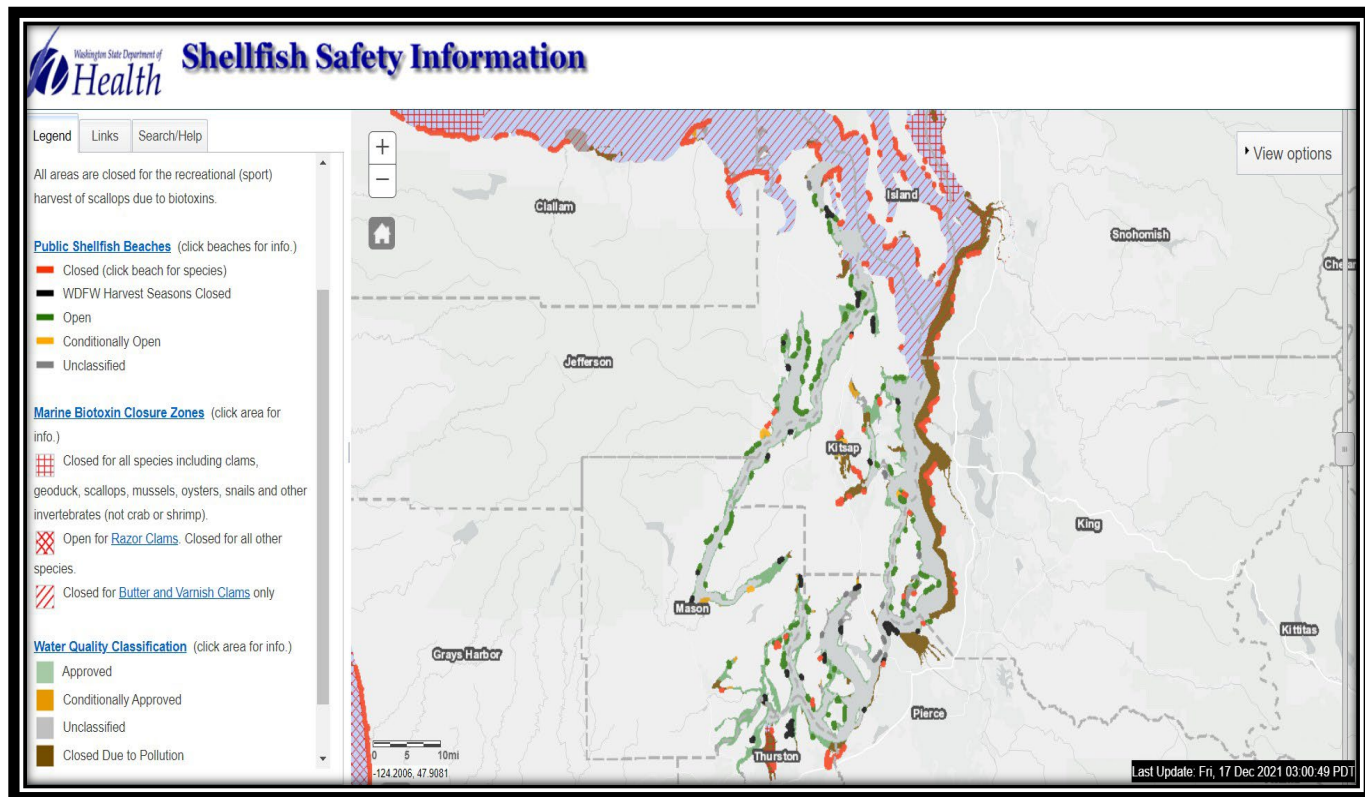 Washington State Department of
Health
Shellfish Safety Information
Legend
Links
Search/Help
All areas are closed for the recreational (sport)
harvest of scallops due to biotoxins.
Public Shellfish Beaches (click beaches for info.)
Closed (click beach for species)
WDFW Harvest Seasons Closed
Open
Conditionally Open
Unclassified
Marine Biotoxin Closure Zones (click area for
info.)
Closed for all species including clams,
geoduck, scallops, mussels, oysters, snails and other
invertebrates (not crab or shrimp).
Open for Razor Clams. Closed for all other
species.
Closed for Butter and Varnish Clams only
Water Quality Classification (click area for info.)
Approved
Conditionally Approved
Unclassified
Closed Due to Pollution
+
−
View options
Clallam
Island
Snohomish
Jefferson
Kitsap
King
Mason
Grays Harbor
Kittitas
Pierce
Thurston
0 5 10mi
-124.2006, 47.9081
Last Update: Fri, 17 Dec 2021 03:00:49 PDT